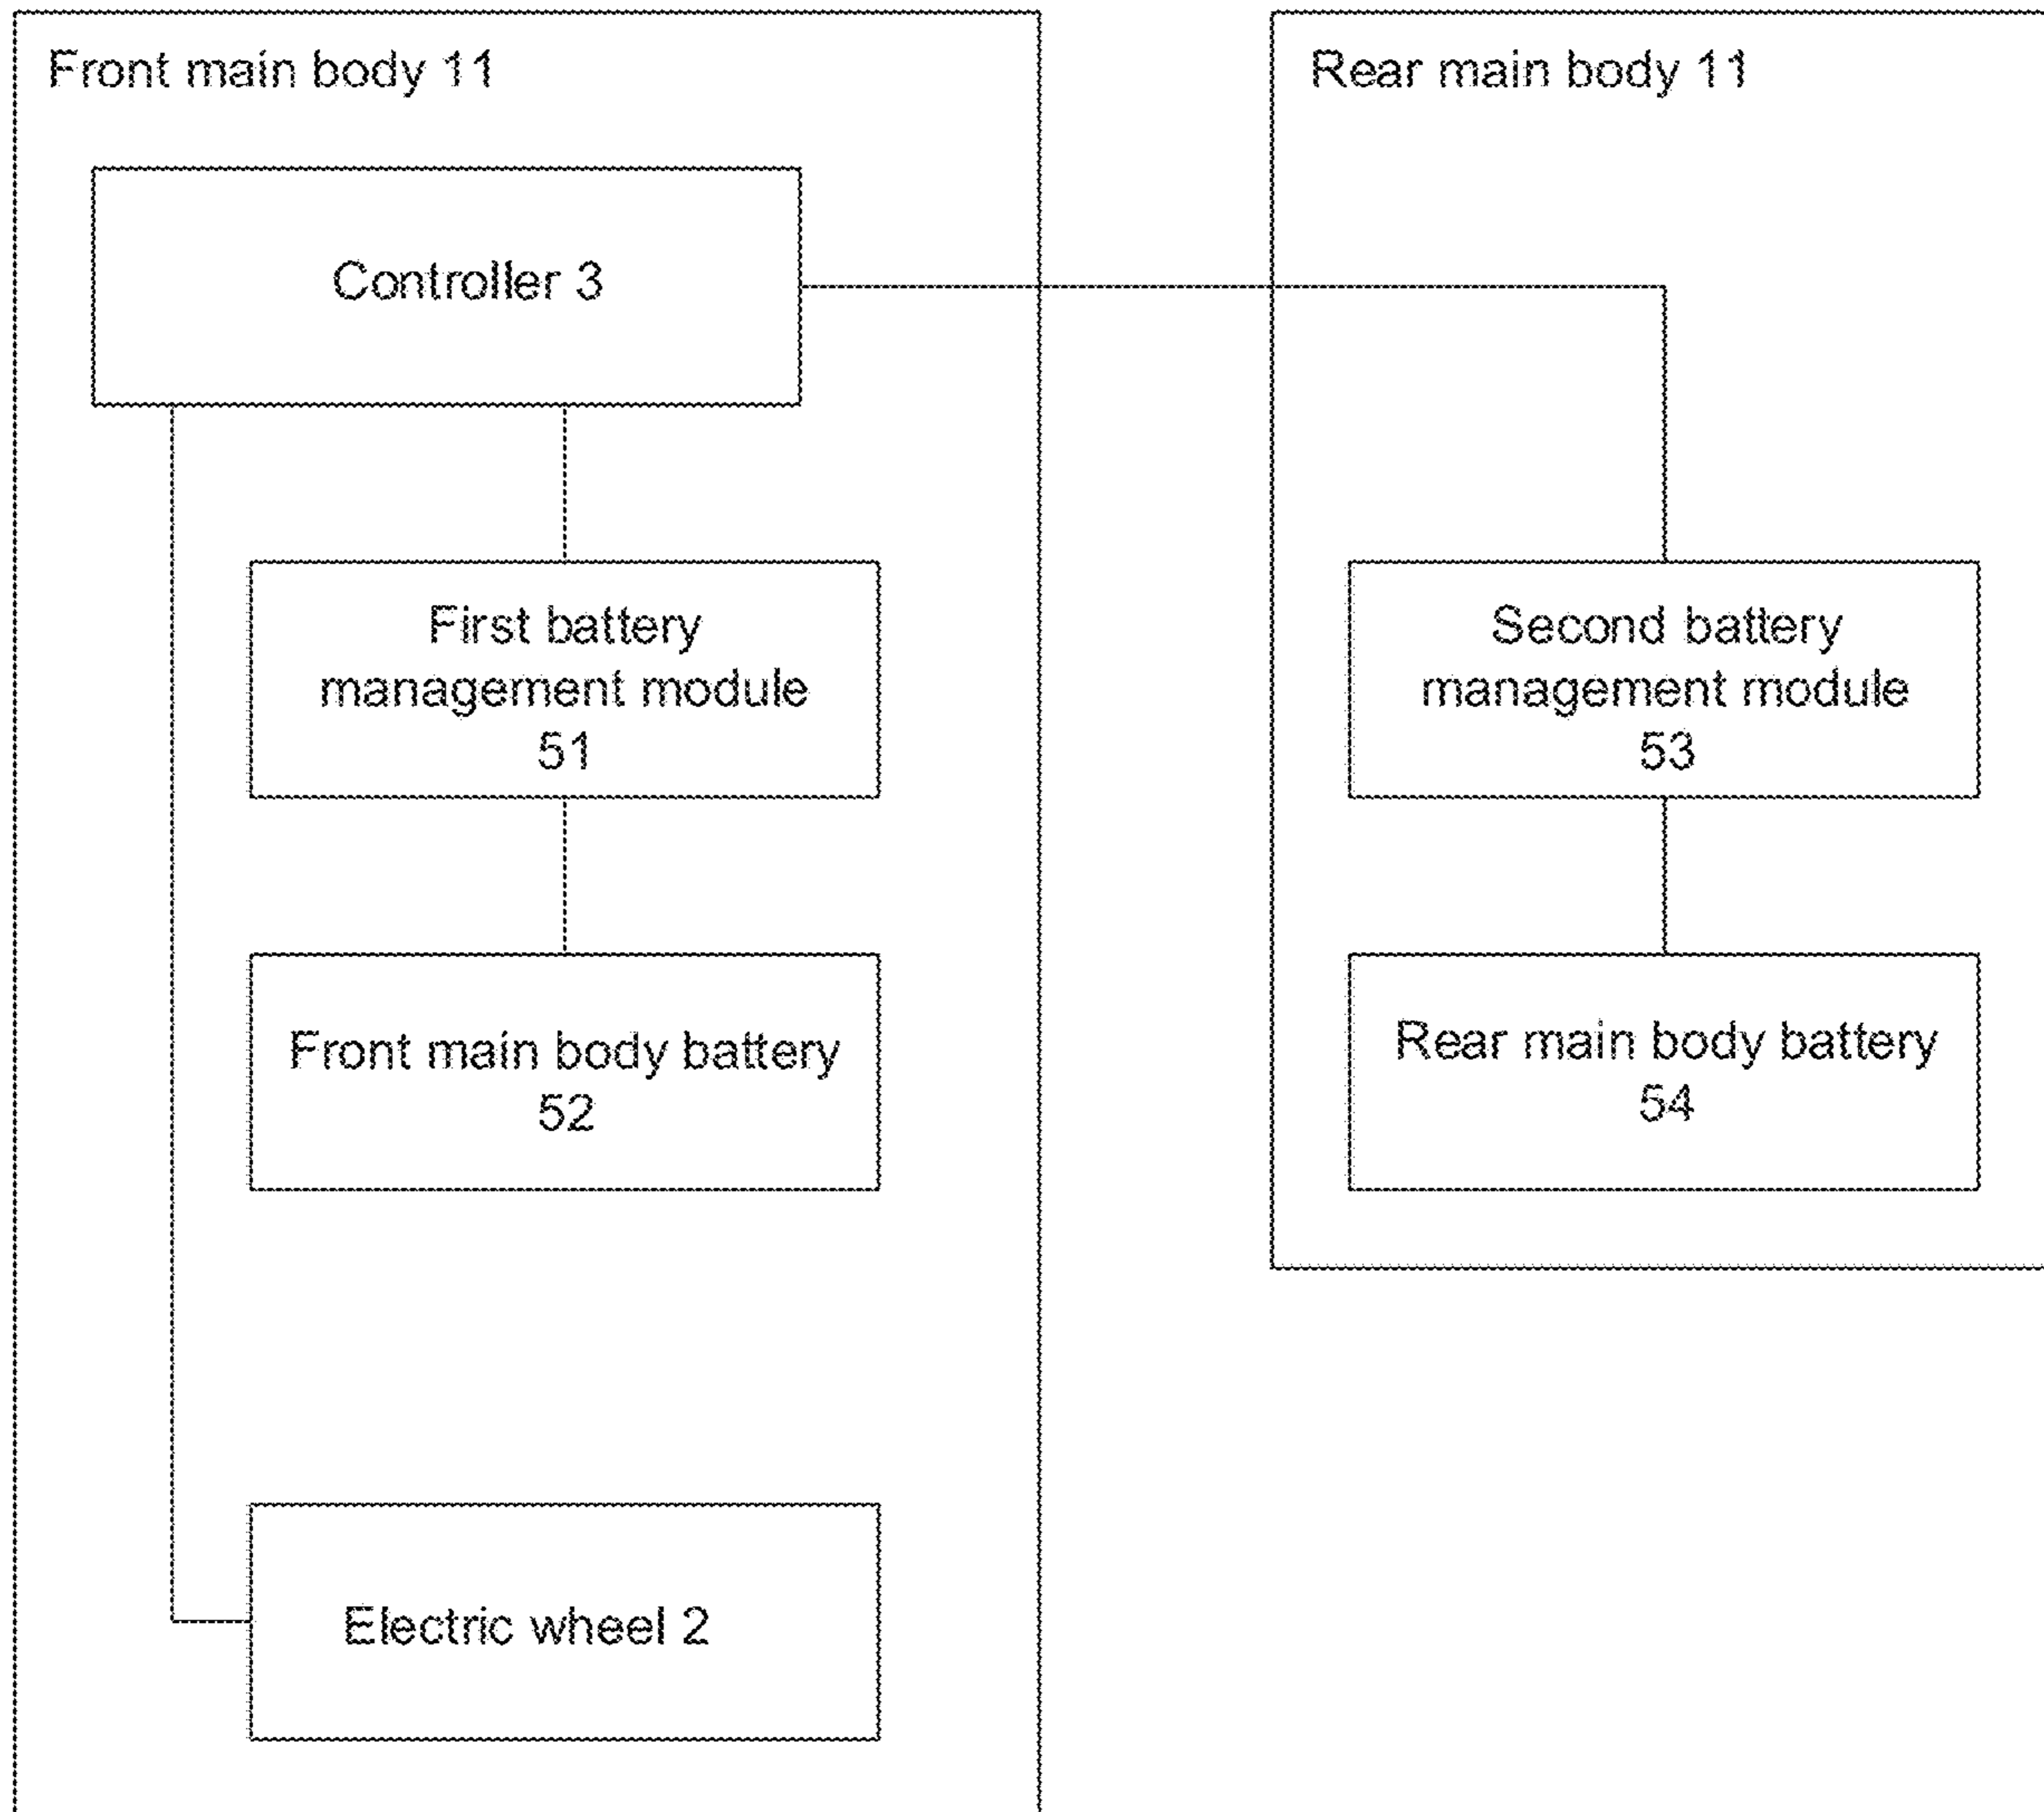 Front main body 11
Rear main body 11
Controller 3
First battery
management module
51
Second battery
management module
53
Front main body battery
52
Rear main body battery
54
Electric wheel 2